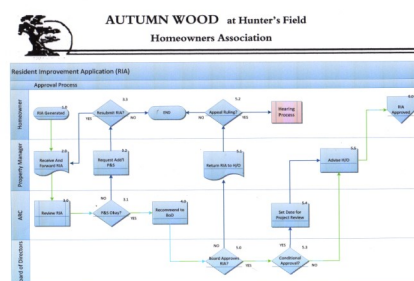 AUTUMN WOOD at Hunter's Field
Homeowners Association
Resident Improvement Application (RIA)
Approval Process
Homeowner
RIA Generated
Resubmit RIA?
END
Appeal Ruling?
Hearing
Process
RIA
Approved,
YES
NO
NO
YES
Property Manager
Receive And
Forward RIA
Request Add'l
Return RIA to H/O
Advise H/O
ARC
Review RIA
NO
YES
Recommend to
BoD
Set Date for
Project Review
Board of Directors
NO
Board Approves
RIA?
YES
YES
Conditional
Approval?
NO